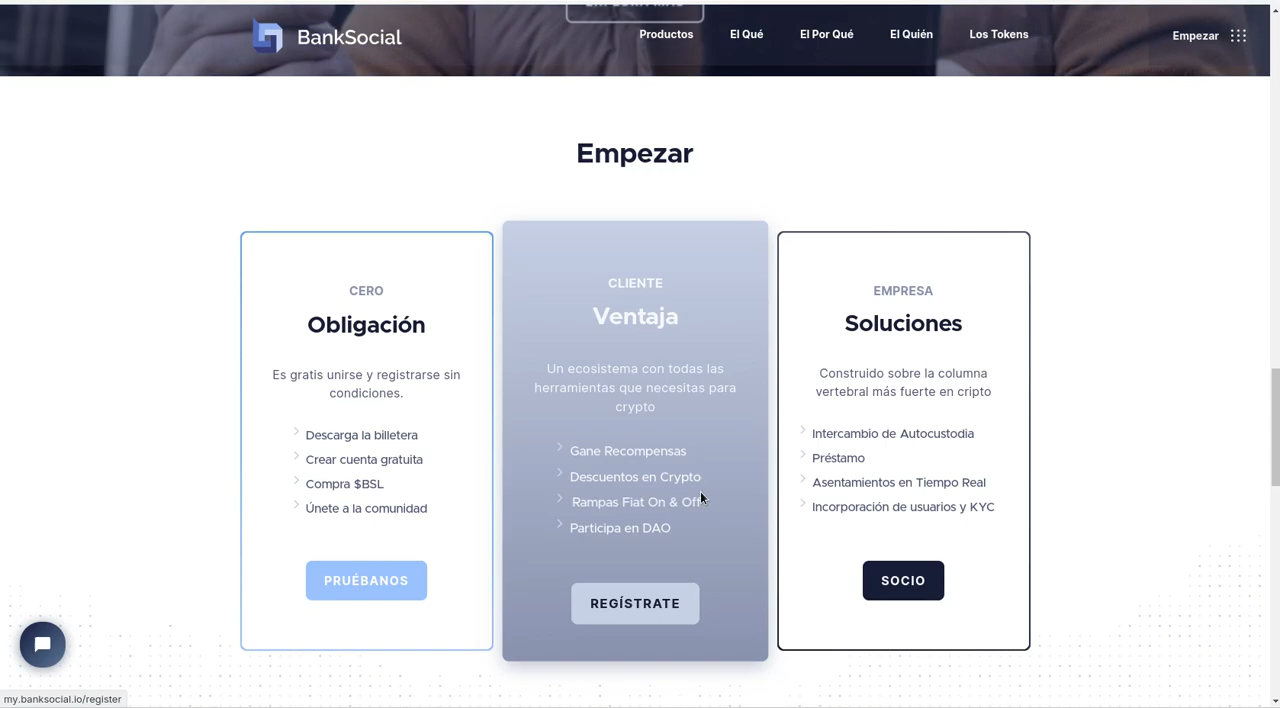 BankSocial
Productos
El Qué
El Por Qué
El Quién
Los Tokens
Empezar
Empezar
CERO
Obligación
Es gratis unirse y registrarse sin
condiciones.
Descarga la billetera
Crear cuenta gratuita
Compra $BSL
Únete a la comunidad
PRUÉBANOS
CLIENTE
Ventaja
Un ecosistema con todas las
herramientas que necesitas para
crypto
Gane Recompensas
Descuentos en Crypto
Rampas Fiat On & Off
Participa en DAO
REGÍSTRATE
EMPRESA
Soluciones
Construido sobre la columna
vertebral más fuerte en cripto
Intercambio de Autocustodia
Préstamo
Asentamientos en Tiempo Real
Incorporación de usuarios y KYC
SOCIO
my.banksocial.io/register